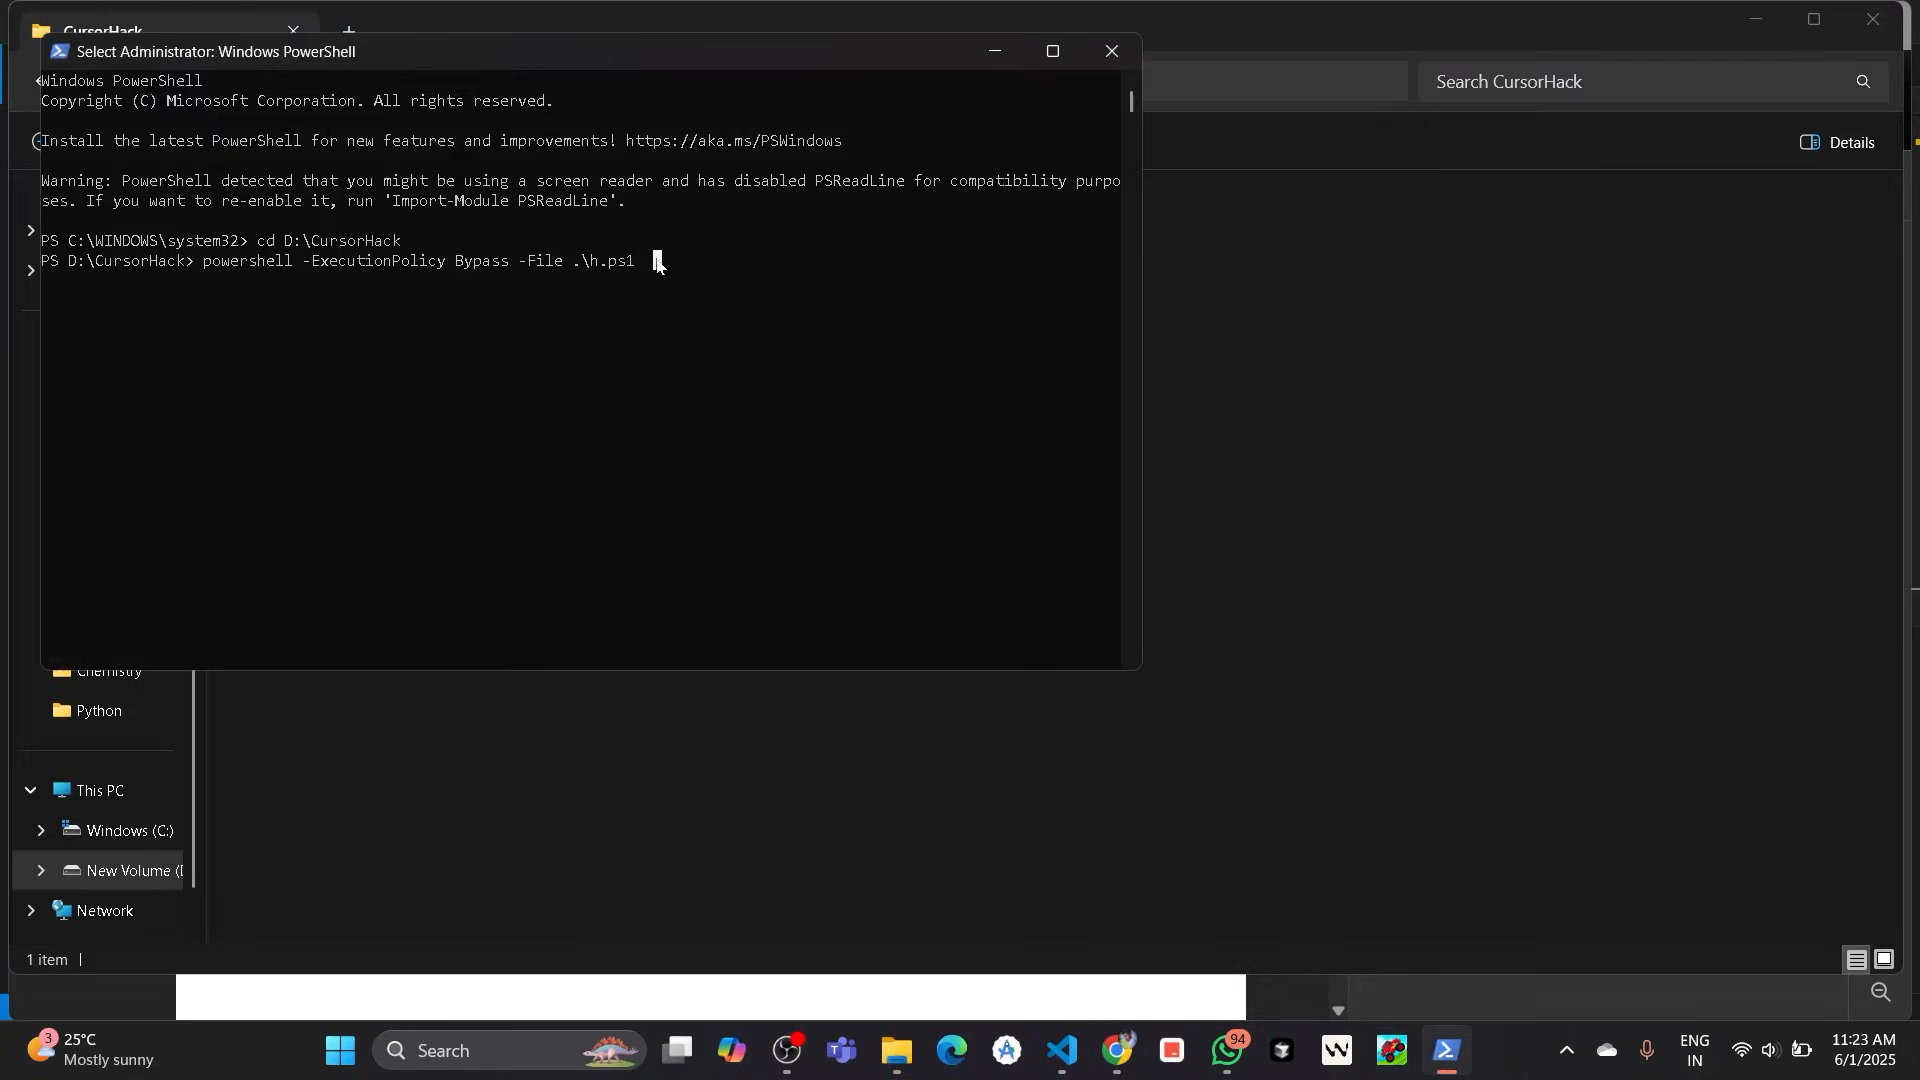 CursorHack
Select Administrator: Windows PowerShell
Windows PowerShell
Copyright (C) Microsoft Corporation. All rights reserved.
Search CursorHack
Install the latest PowerShell for new features and improvements! https://aka.ms/PSWindows
Details
Warning: PowerShell detected that you might be using a screen reader and has disabled PSReadLine for compatibility purpo
ses. If you want to re-enable it, run 'Import-Module PSReadLine'.
PS C:\WINDOWS\system32> cd D:\CursorHack
PS D:\CursorHack> powershell -ExecutionPolicy Bypass -File .\h.ps1
Chemistry
Python
This PC
Windows (C:)
New Volume (
Network
1 item
3
25°C
Mostly sunny
Search
94
ENG
IN
11:23 AM
6/1/2025